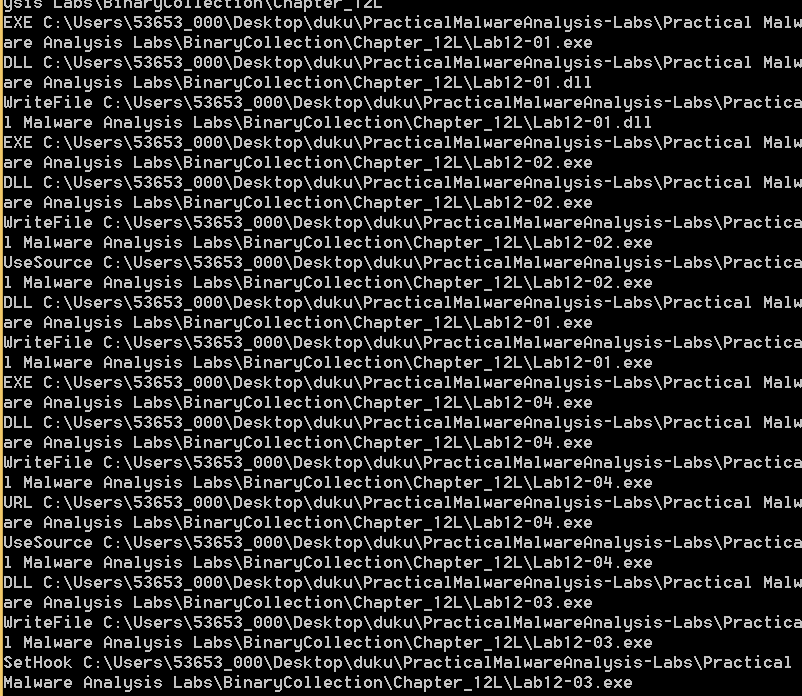 ysis Labs\BinaryCollection\Chapter_12L
EXE C:\Users\53653_000\Desktop\duku\PracticalMalwareAnalysis-Labs\Practical Malw
are Analysis Labs\BinaryCollection\Chapter_12L\Lab12-01.exe
DLL C:\Users\53653_000\Desktop\duku\PracticalMalwareAnalysis-Labs\Practical Malw
are Analysis Labs\BinaryCollection\Chapter_12L\Lab12-01.dll
WriteFile C:\Users\53653_000\Desktop\duku\PracticalMalwareAnalysis-Labs\Practica
l Malware Analysis Labs\BinaryCollection\Chapter_12L\Lab12-01.dll
EXE C:\Users\53653_000\Desktop\duku\PracticalMalwareAnalysis-Labs\Practical Malw
are Analysis Labs\BinaryCollection\Chapter_12L\Lab12-02.exe
DLL C:\Users\53653_000\Desktop\duku\PracticalMalwareAnalysis-Labs\Practical Malw
are Analysis Labs\BinaryCollection\Chapter_12L\Lab12-02.exe
WriteFile C:\Users\53653_000\Desktop\duku\PracticalMalwareAnalysis-Labs\Practica
l Malware Analysis Labs\BinaryCollection\Chapter_12L\Lab12-02.exe
UseSource C:\Users\53653_000\Desktop\duku\PracticalMalwareAnalysis-Labs\Practica
l Malware Analysis Labs\BinaryCollection\Chapter_12L\Lab12-02.exe
DLL C:\Users\53653_000\Desktop\duku\PracticalMalwareAnalysis-Labs\Practical Malw
are Analysis Labs\BinaryCollection\Chapter_12L\Lab12-01.exe
WriteFile C:\Users\53653_000\Desktop\duku\PracticalMalwareAnalysis-Labs\Practica
l Malware Analysis Labs\BinaryCollection\Chapter_12L\Lab12-01.exe
EXE C:\Users\53653_000\Desktop\duku\PracticalMalwareAnalysis-Labs\Practical Malw
are Analysis Labs\BinaryCollection\Chapter_12L\Lab12-04.exe
DLL C:\Users\53653_000\Desktop\duku\PracticalMalwareAnalysis-Labs\Practical Malw
are Analysis Labs\BinaryCollection\Chapter_12L\Lab12-04.exe
WriteFile C:\Users\53653_000\Desktop\duku\PracticalMalwareAnalysis-Labs\Practica
l Malware Analysis Labs\BinaryCollection\Chapter_12L\Lab12-04.exe
URL C:\Users\53653_000\Desktop\duku\PracticalMalwareAnalysis-Labs\Practical Malw
are Analysis Labs\BinaryCollection\Chapter_12L\Lab12-04.exe
UseSource C:\Users\53653_000\Desktop\duku\PracticalMalwareAnalysis-Labs\Practica
l Malware Analysis Labs\BinaryCollection\Chapter_12L\Lab12-04.exe
DLL C:\Users\53653_000\Desktop\duku\PracticalMalwareAnalysis-Labs\Practical Malw
are Analysis Labs\BinaryCollection\Chapter_12L\Lab12-03.exe
WriteFile C:\Users\53653_000\Desktop\duku\PracticalMalwareAnalysis-Labs\Practica
l Malware Analysis Labs\BinaryCollection\Chapter_12L\Lab12-03.exe
SetHook C:\Users\53653_000\Desktop\duku\PracticalMalwareAnalysis-Labs\Practical
Malware Analysis Labs\BinaryCollection\Chapter_12L\Lab12-03.exe